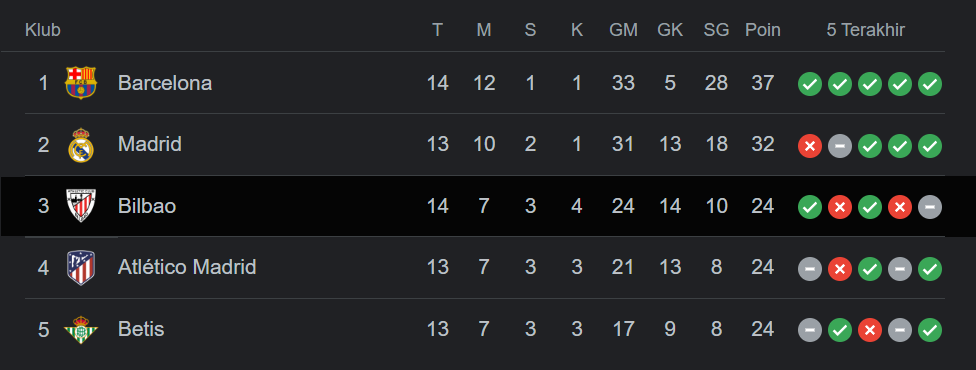 Klub T M S K GM GK SG Poin 5 Terakhir
1 Barcelona 14 12 1 1 33 5 28 37
2 Madrid 13 10 2 1 31 13 18 32
3 Bilbao 14 7 3 4 24 14 10 24
4 Atlético Madrid 13 7 3 3 21 13 8 24
5 Betis 13 7 3 3 17 9 8 24